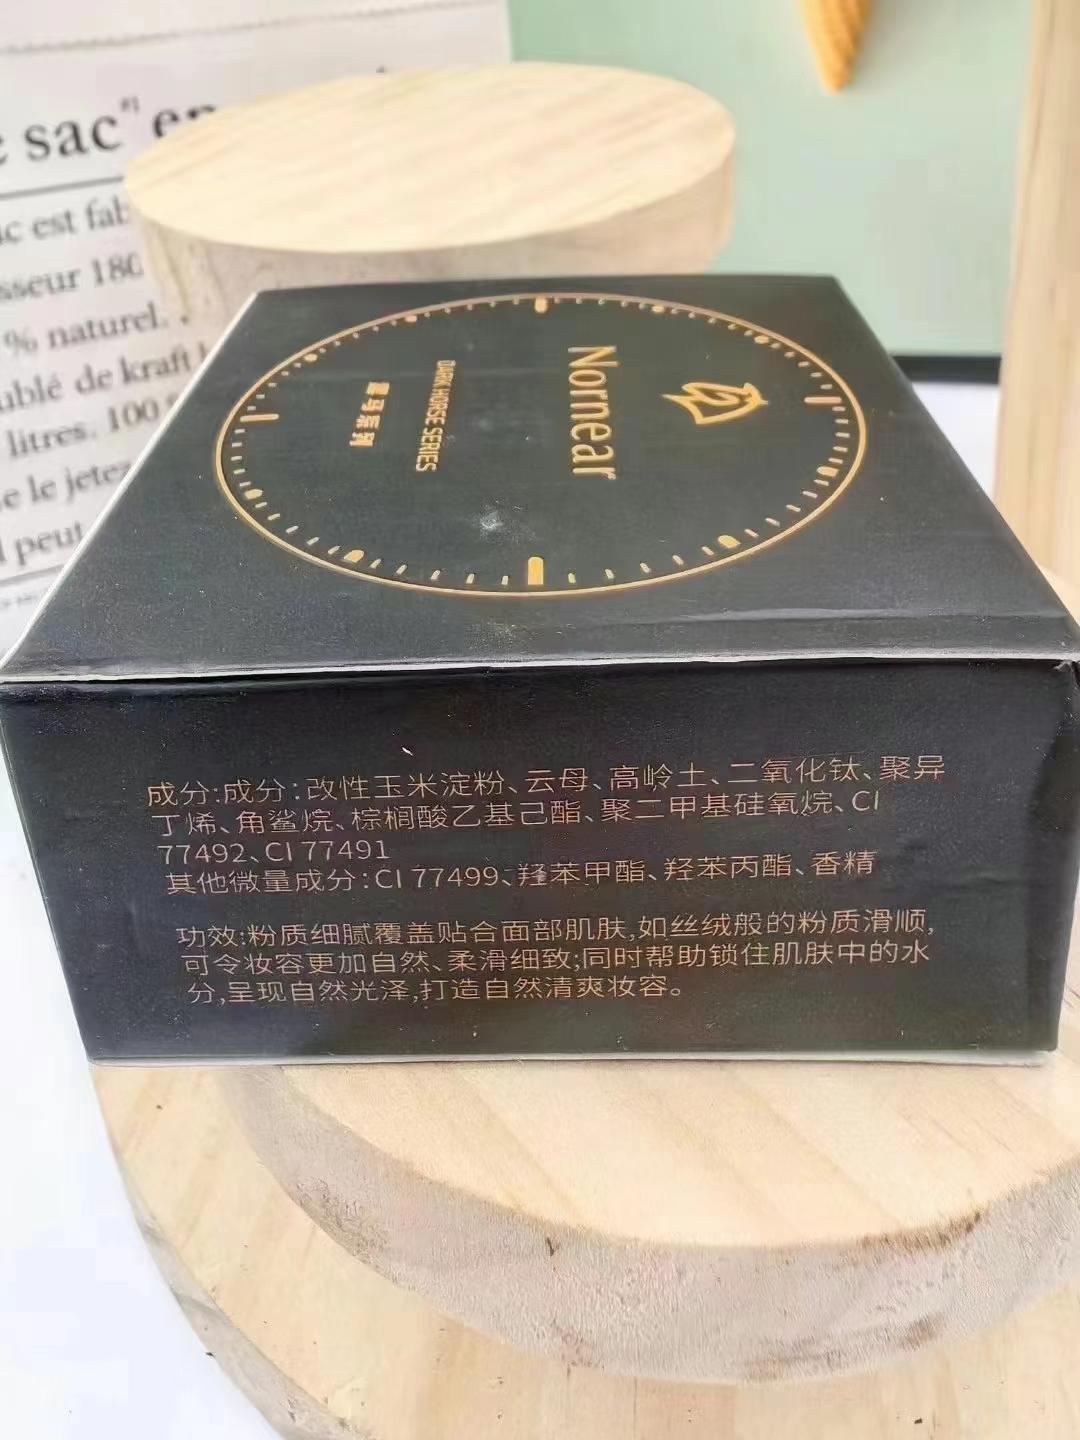 sac
est fab
sseur 180
% naturel.
ublé de kraft
litres. 100
le jete
peut
Nornear
DARK HORSE SERIES
黑马系列
成分:成分:改性玉米淀粉、云母、高岭土、二氧化钛、聚异
丁烯、角鲨烷、棕榈酸乙基己酯、聚二甲基硅氧烷、CI
77492、CI 77491
其他微量成分:CI 77499、羟苯甲酯、羟苯丙酯、香精
功效:粉质细腻覆盖贴合面部肌肤,如丝绒般的粉质滑顺,
可令妆容更加自然、柔滑细致;同时帮助锁住肌肤中的水
分,呈现自然光泽,打造自然清爽妆容。